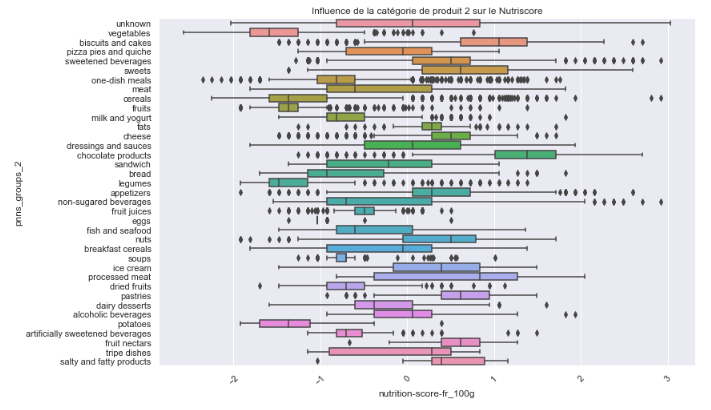 Influence de la catégorie de produit 2 sur le Nutriscore
pnns_groups_2
unknown
vegetables
biscuits and cakes
pizza pies and quiche
sweetened beverages
sweets
one-dish meals
meat
cereals
fruits
milk and yogurt
fats
cheese
dressings and sauces
chocolate products
sandwich
bread
legumes
appetizers
non-sugared beverages
fruit juices
eggs
fish and seafood
nuts
breakfast cereals
soups
ice cream
processed meat
dried fruits
pastries
dairy desserts
alcoholic beverages
potatoes
artificially sweetened beverages
fruit nectars
tripe dishes
salty and fatty products
-2 -1 0 1 2 3
nutrition-score-fr_100g